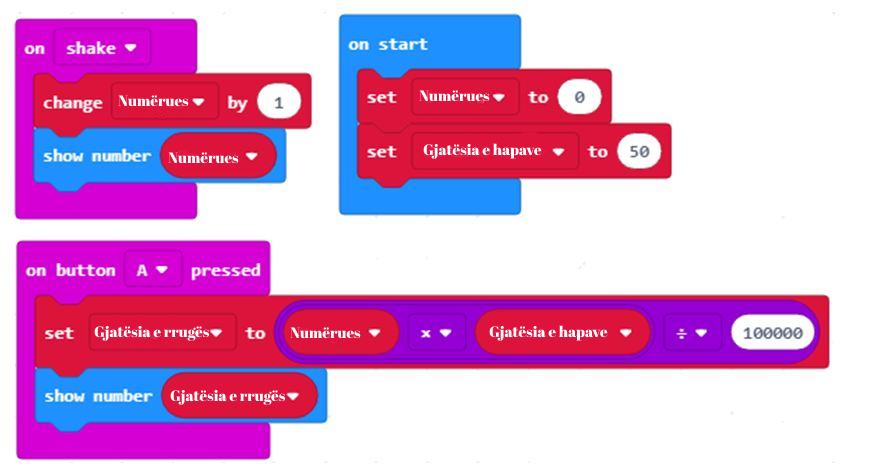 on shake
change Numërues by 1
show number Numërues
on start
set Numërues to 0
set Gjatësia e hapave to 50
on button A pressed
set Gjatësia e rrugës to Numërues x Gjatësia e hapave ÷ 100000
show number Gjatësia e rrugës